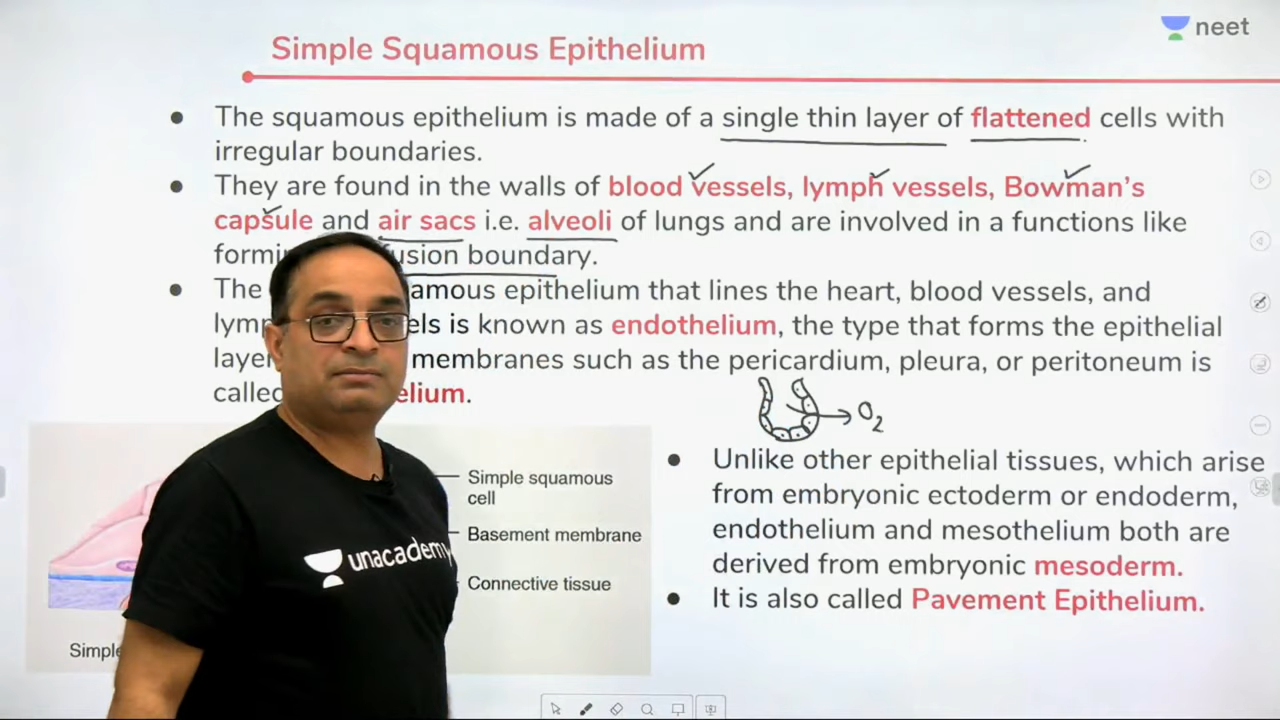 neet
Simple Squamous Epithelium
• The squamous epithelium is made of a single thin layer of flattened cells with
irregular boundaries.
• They are found in the walls of blood vessels, lymph vessels, Bowman's
capsule and air sacs i.e. alveoli of lungs and are involved in a functions like
formi usion boundary.
• The amous epithelium that lines the heart, blood vessels, and
lym els is known as endothelium, the type that forms the epithelial
layer membranes such as the pericardium, pleura, or peritoneum is
called elium.
O2
Simple squamous
cell
Basement membrane
Connective tissue
Simple
• Unlike other epithelial tissues, which arise
from embryonic ectoderm or endoderm,
endothelium and mesothelium both are
derived from embryonic mesoderm.
• It is also called Pavement Epithelium.
unacademy